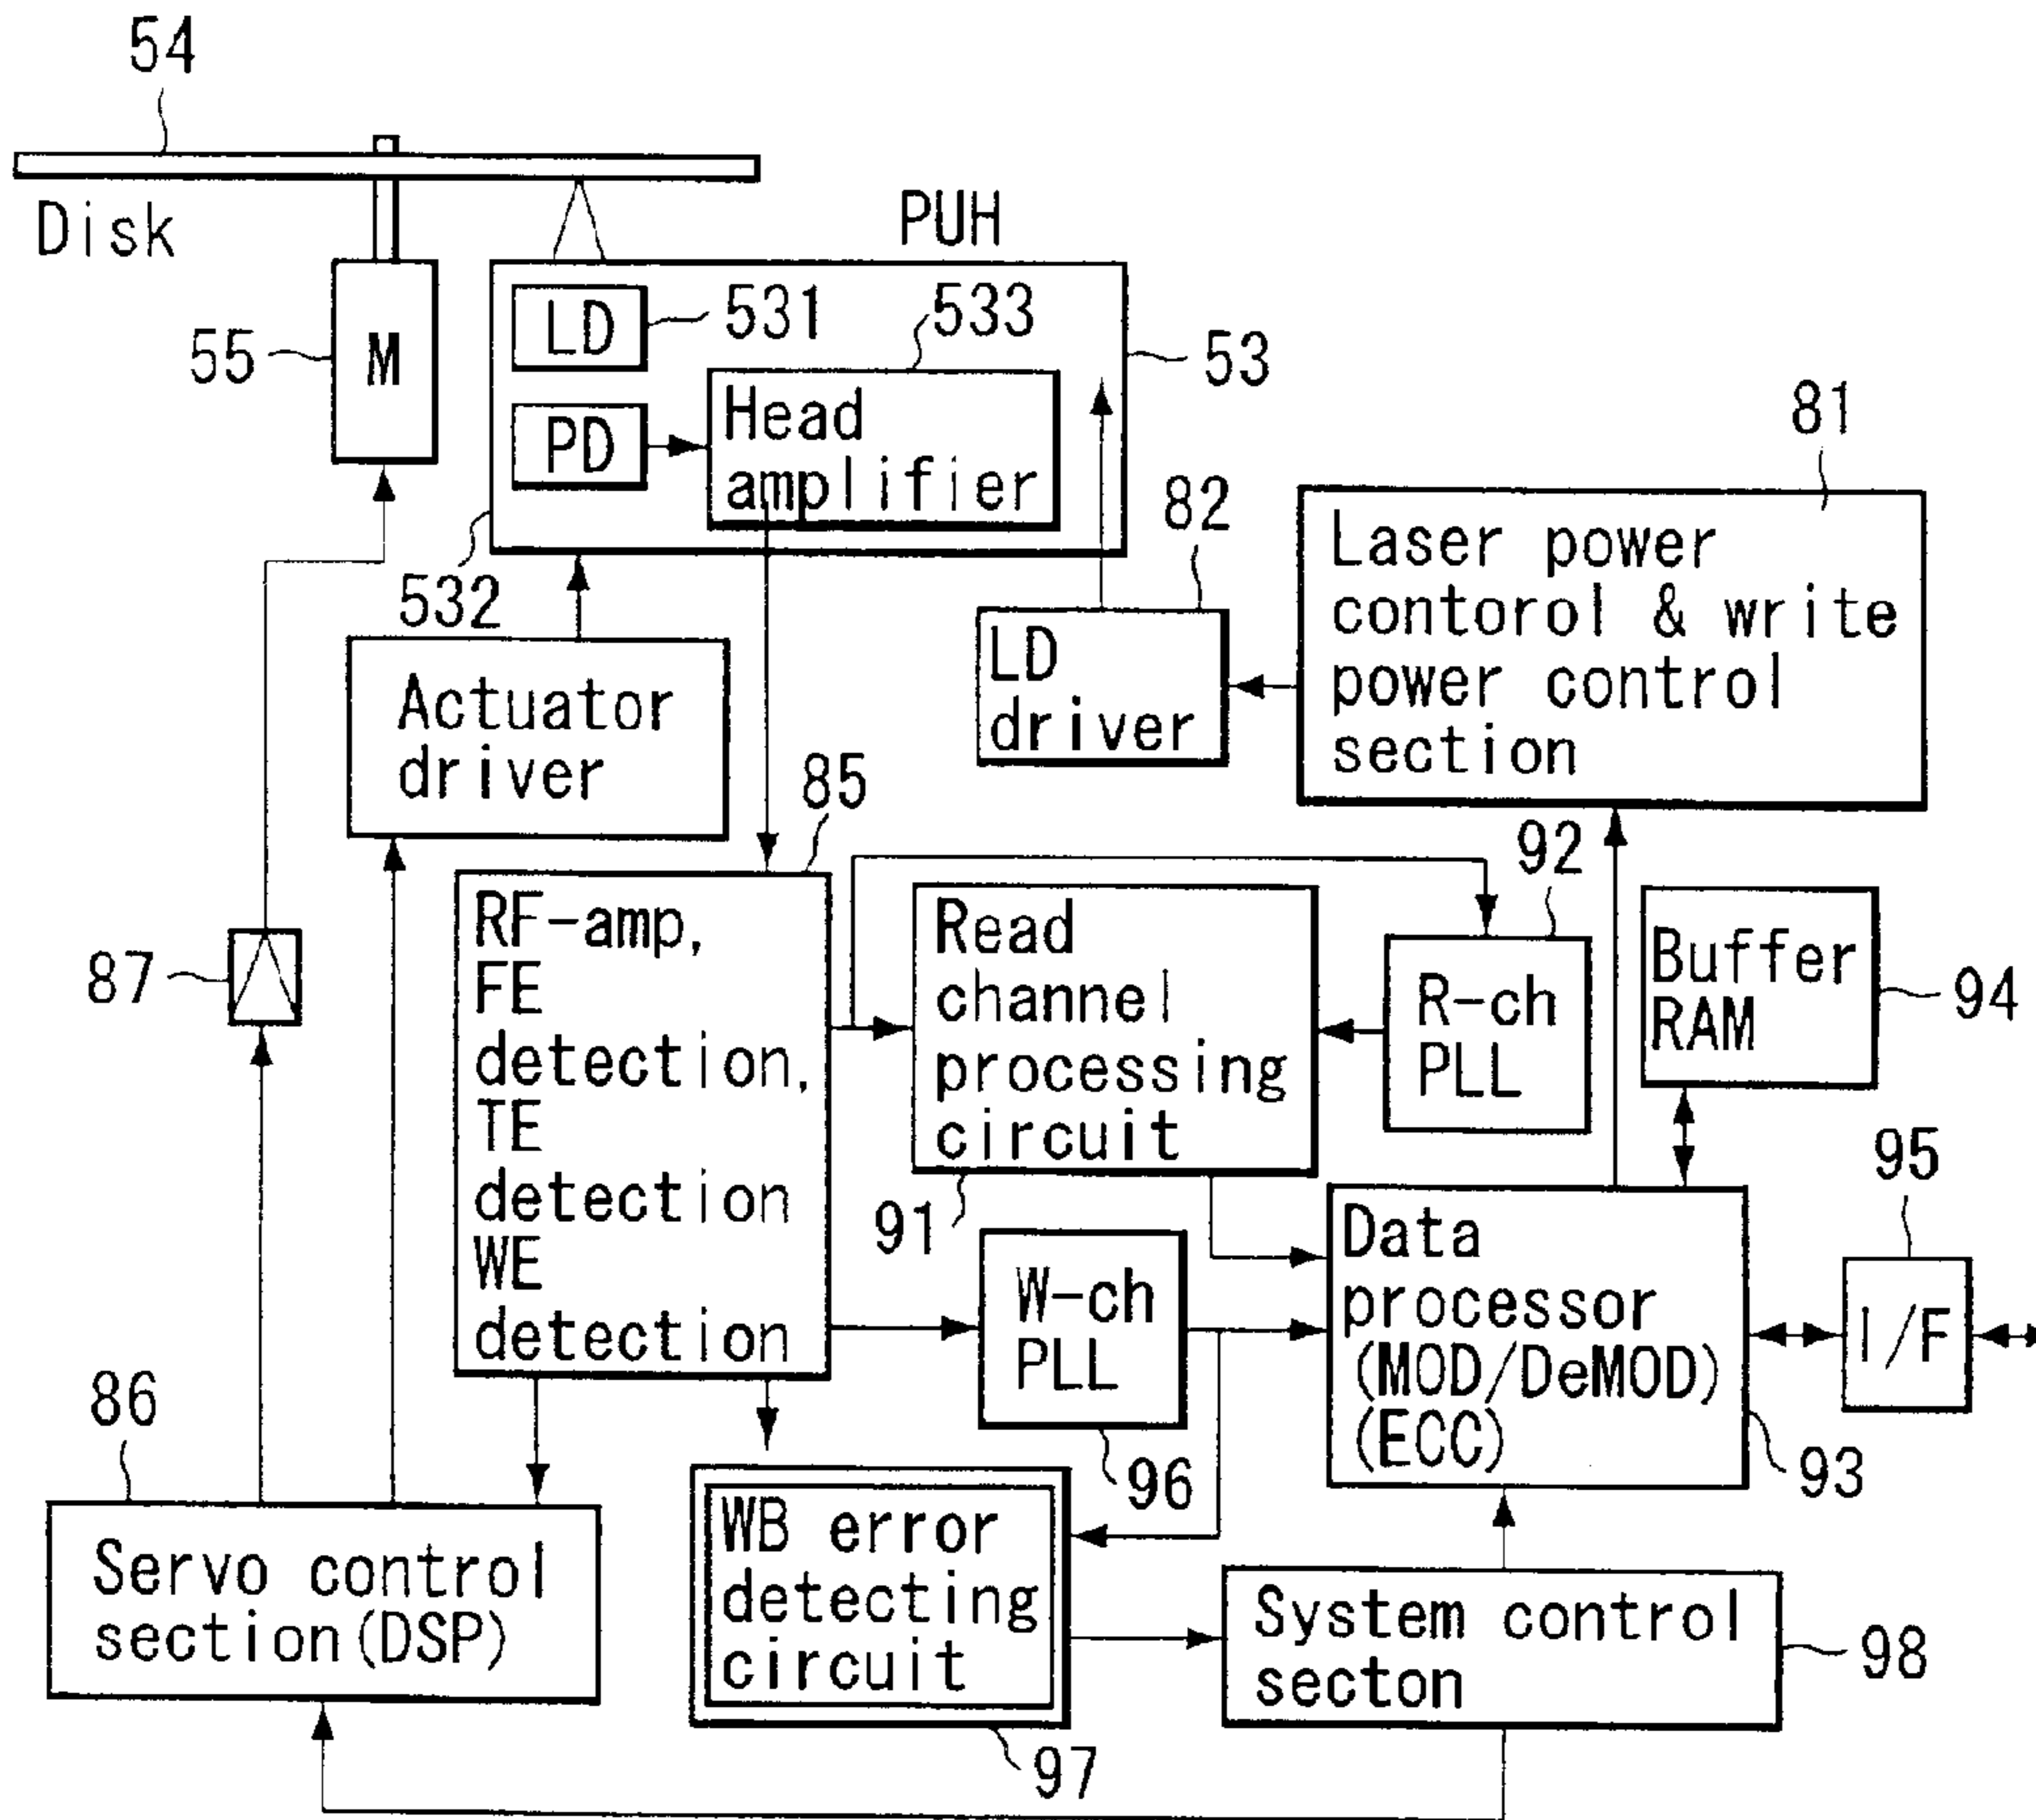 54
Disk
PUH
LD
531
533
55
M
53
PD
Head
amplifier
81
532
82
Laser power
contorol & write
power control
section
LD
driver
Actuator
driver
85
92
RF-amp,
FE
detection,
TE
detection
WE
detection
Read
channel
processing
circuit
R-ch
PLL
Buffer
RAM
94
87
91
95
W-ch
PLL
Data
processor
(MOD/DeMOD)
(ECC)
I/F
86
96
93
Servo control
section(DSP)
WB error
detecting
circuit
System control
secton
98
97